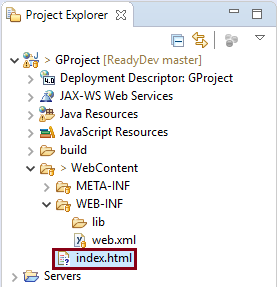 Project Explorer
> GProject [ReadyDev master]
Deployment Descriptor: GProject
JAX-WS Web Services
Java Resources
JavaScript Resources
build
> WebContent
META-INF
WEB-INF
lib
web.xml
index.html
Servers